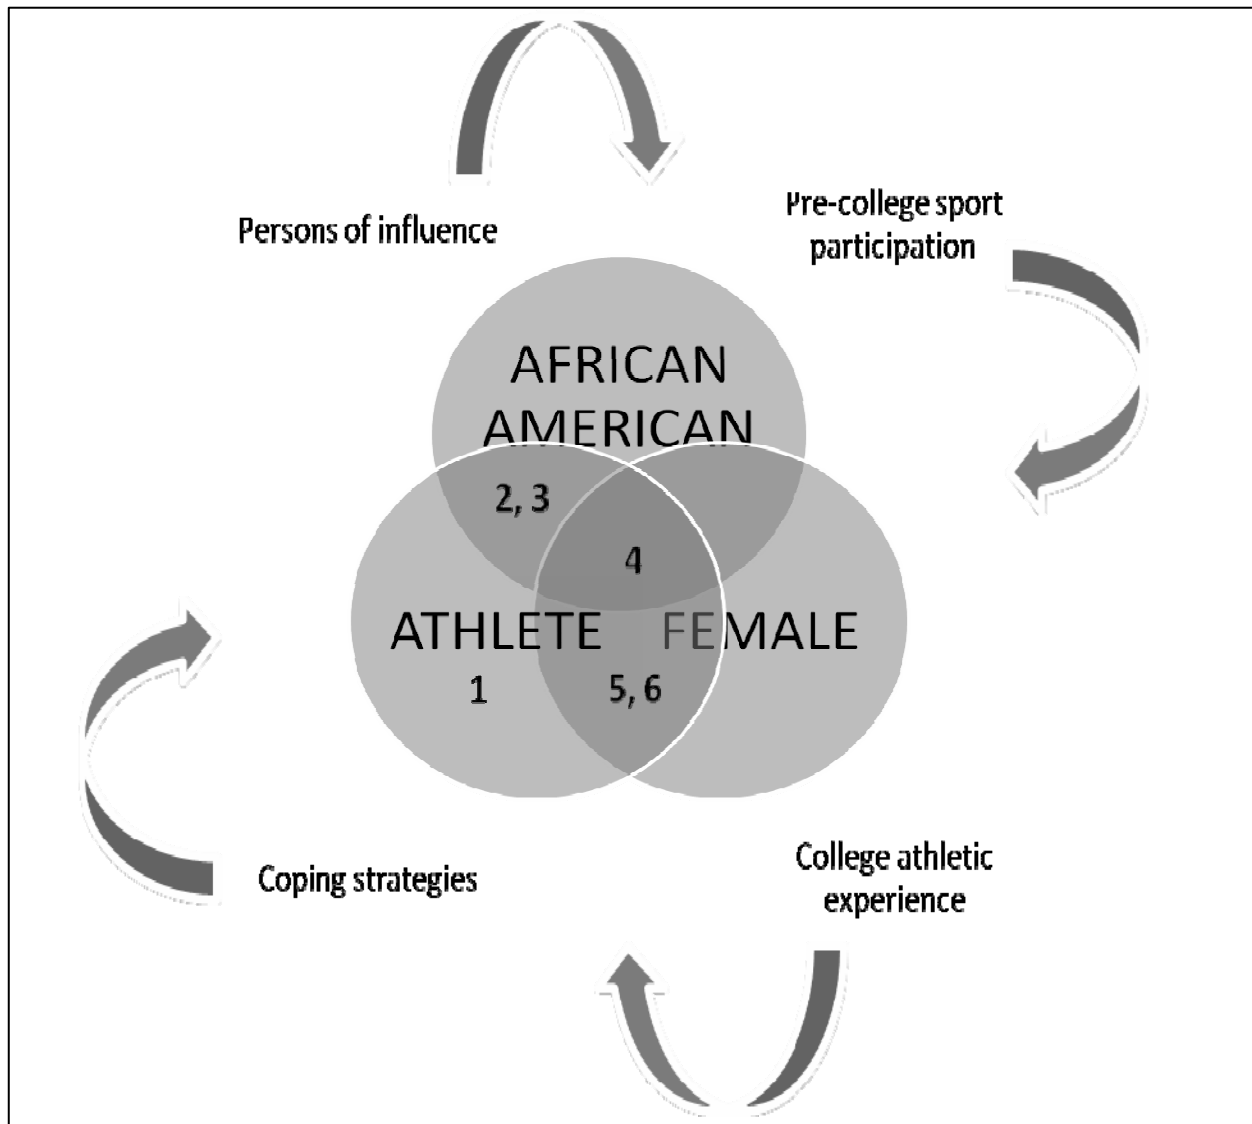 Persons of influence
Pre-college sport
participation
AFRICAN
AMERICAN
2, 3
4
ATHLETE
FEMALE
1
5, 6
Coping strategies
College athletic
experience